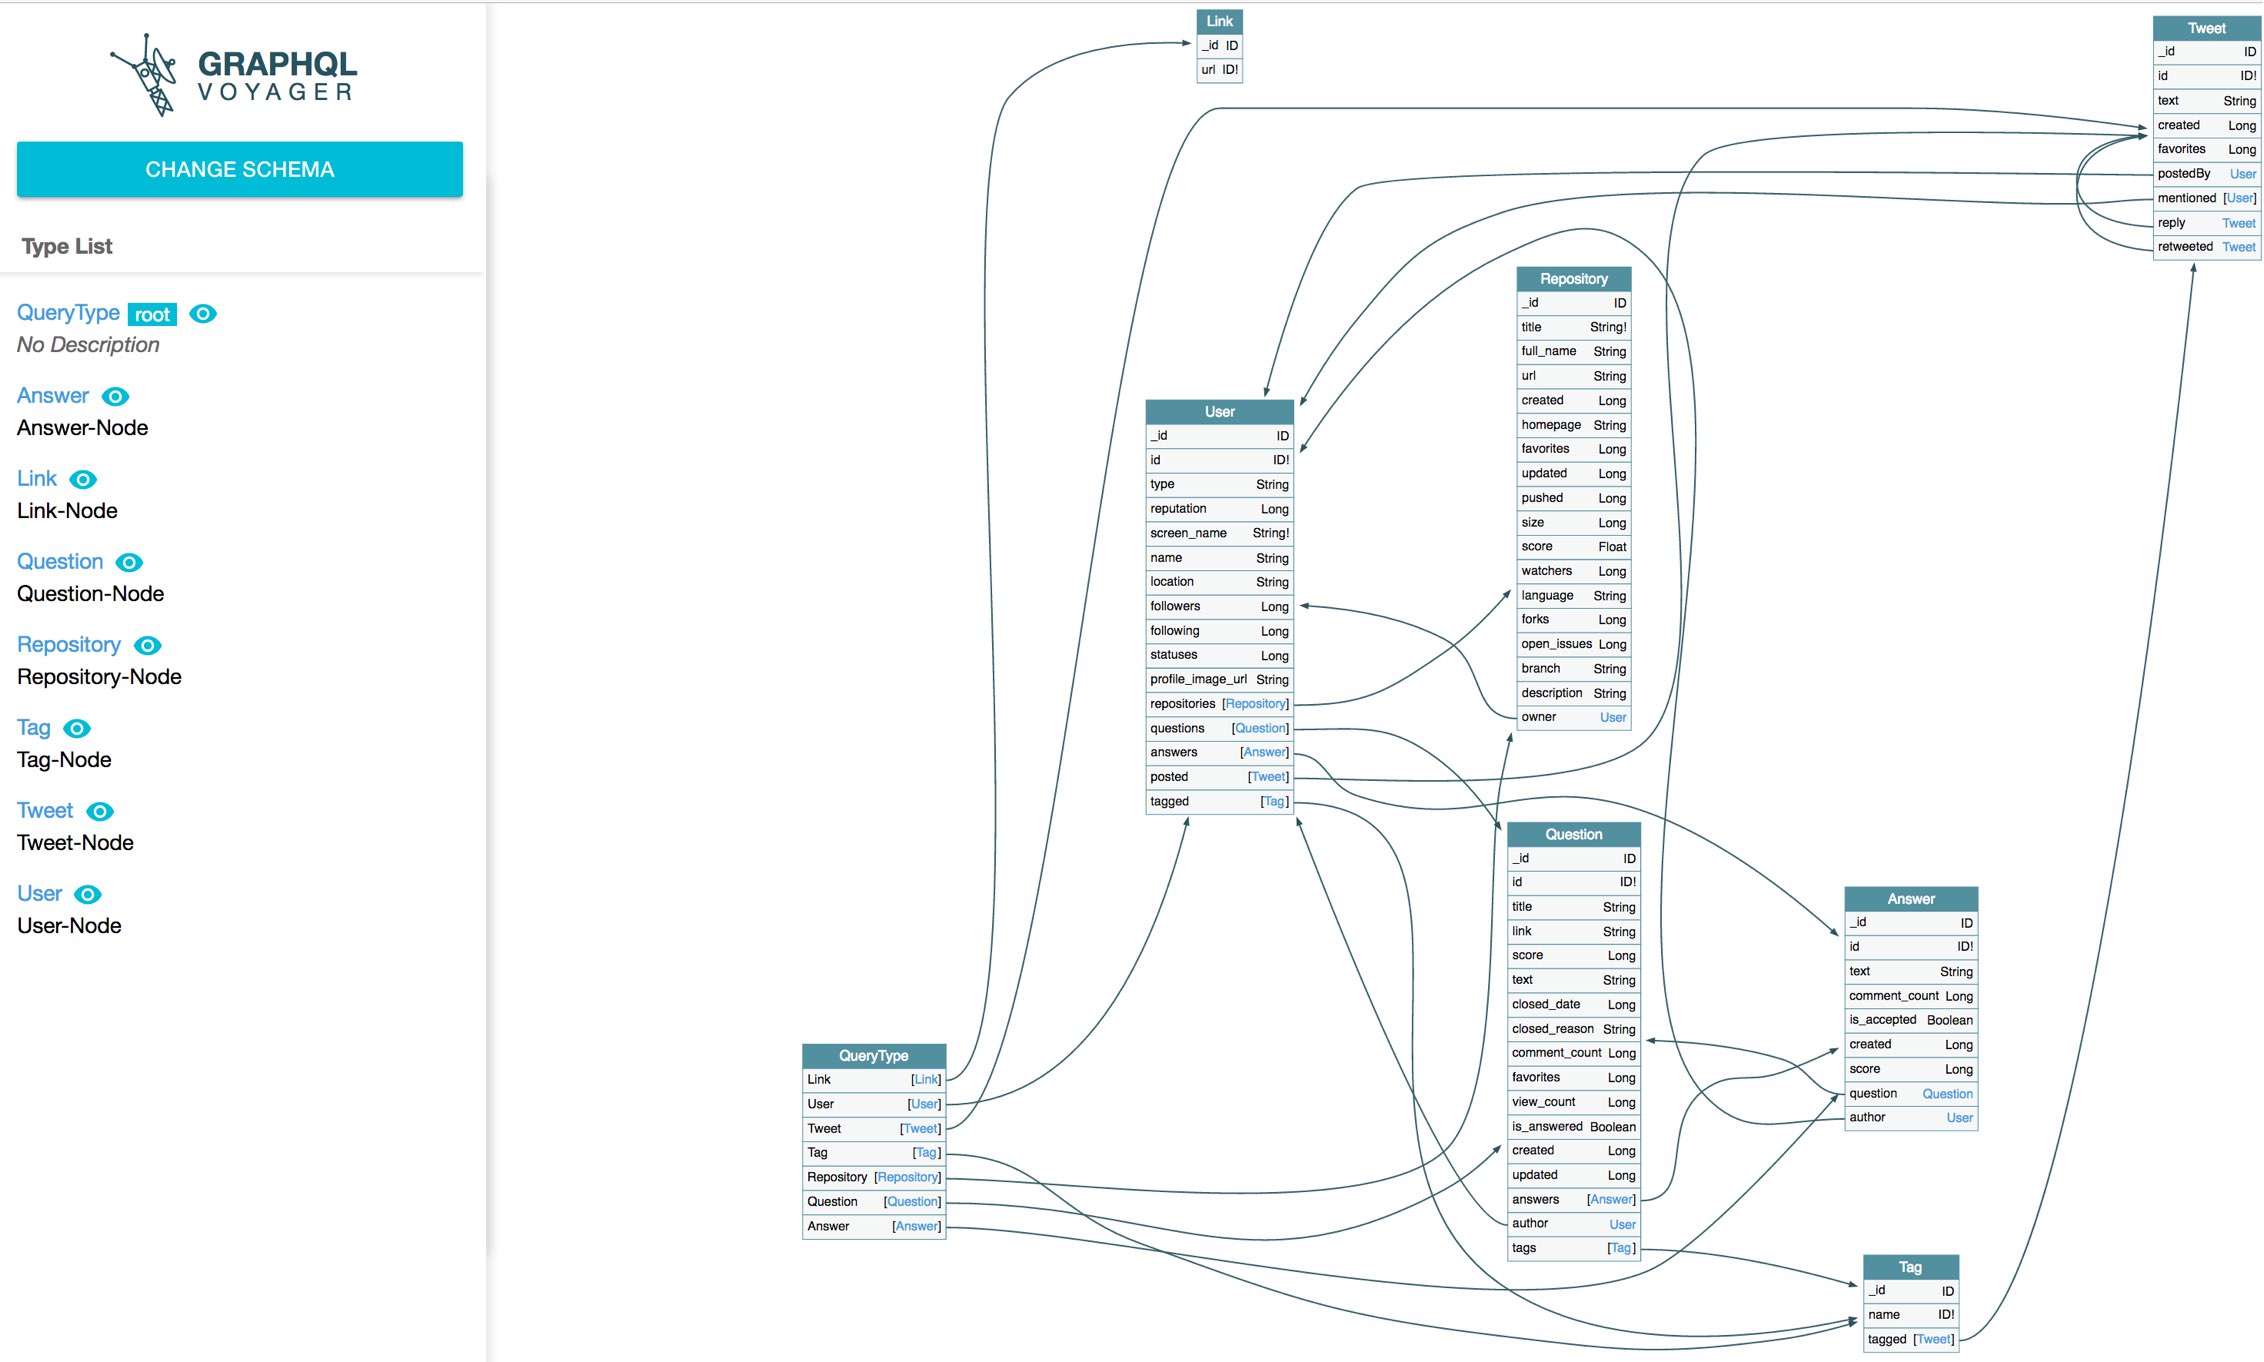 GRAPHQL
VOYAGER
CHANGE SCHEMA
Type List
QueryType root
No Description
Answer
Answer-Node
Link
Link-Node
Question
Question-Node
Repository
Repository-Node
Tag
Tag-Node
Tweet
Tweet-Node
User
User-Node
Link
_id ID
url ID!
Tweet
_id ID
id ID!
text String
created Long
favorites Long
postedBy User
mentioned [User]
reply Tweet
retweeted Tweet
Repository
_id ID
title String!
full_name String
url String
created Long
homepage String
favorites Long
updated Long
pushed Long
size Long
score Float
watchers Long
language String
forks Long
open_issues Long
branch String
description String
owner User
User
_id ID
id ID!
type String
reputation Long
screen_name String!
name String
location String
followers Long
following Long
statuses Long
profile_image_url String
repositories [Repository]
questions [Question]
answers [Answer]
posted [Tweet]
tagged [Tag]
Question
_id ID
id ID!
title String
link String
score Long
text String
closed_date Long
closed_reason String
comment_count Long
favorites Long
view_count Long
is_answered Boolean
created Long
updated Long
answers [Answer]
author User
tags [Tag]
Answer
_id ID
id ID!
text String
comment_count Long
is_accepted Boolean
created Long
score Long
question Question
author User
QueryType
Link [Link]
User [User]
Tweet [Tweet]
Tag [Tag]
Repository [Repository]
Question [Question]
Answer [Answer]
Tag
_id ID
name ID!
tagged [Tweet]